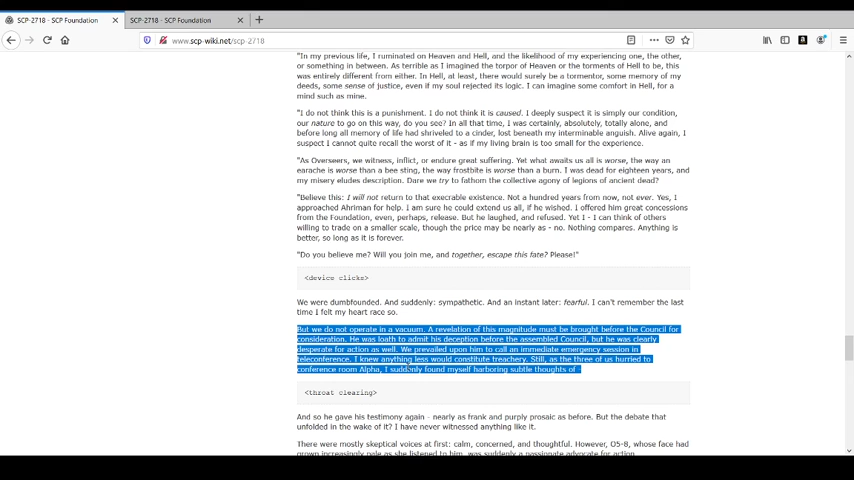 SCP-2718 - SCP Foundation
SCP-2718 - SCP Foundation
www.scp-wiki.net/scp-2718
"In my previous life, I ruminated on Heaven and Hell, and the likelihood of my experiencing one, the other,
or something in between. As terrible as I imagined the torpor of Heaven or the torments of Hell to be, this
was entirely different from either. In Hell, at least, there would surely be a tormentor, some memory of my
deeds, some sense of justice, even if my soul rejected its logic. I can imagine some comfort in Hell, for a
mind such as mine.
"I do not think this is a punishment. I do not think it is caused. I deeply suspect it is simply our condition,
our nature to go on this way, do you see? In all that time, I was certainly, absolutely, totally alone, and
before long all memory of life had shriveled to a cinder, lost beneath my interminable anguish. Alive again, I
suspect I cannot quite recall the worst of it - as if my living brain is too small for the experience.
"As Overseers, we witness, inflict, or endure great suffering. Yet what awaits us all is worse, the way an
earache is worse than a bee sting, the way frostbite is worse than a burn. I was dead for eighteen years, and
my misery eludes description. Dare we try to fathom the collective agony of legions of ancient dead?
"Believe this: I will not return to that execrable existence. Not a hundred years from now, not ever. Yes, I
approached Ahriman for help. I am sure he could extend us all, if he wished. I offered him great concessions
from the Foundation, even, perhaps, release. But he laughed, and refused. Yet I - I can think of others
willing to trade on a smaller scale, though the price may be nearly as - no. Nothing compares. Anything is
better, so long as it is forever.
"Do you believe me? Will you join me, and together, escape this fate? Please!"
<device clicks>
We were dumbfounded. And suddenly: sympathetic. And an instant later: fearful. I can't remember the last
time I felt my heart race so.
But we do not operate in a vacuum. A revelation of this magnitude must be brought before the Council for
consideration. He was loath to admit his deception before the assembled Council, but he was clearly
desperate for action as well. We prevailed upon him to call an immediate emergency session in
teleconference. I knew anything less would constitute treachery. Still, as the three of us hurried to
conference room Alpha, I suddenly found myself harboring subtle thoughts of -
<throat clearing>
And so he gave his testimony again - nearly as frank and purply prosaic as before. But the debate that
unfolded in the wake of it? I have never witnessed anything like it.
There were mostly skeptical voices at first: calm, concerned, and thoughtful. However, O5-8, whose face had
grown increasingly pale as she listened to him, was suddenly a passionate advocate for action.